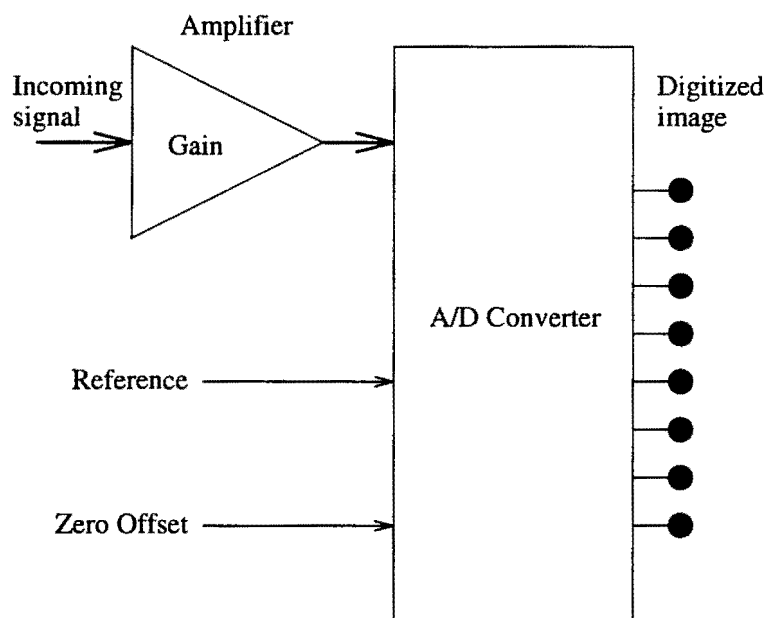 Amplifier
Incoming
signal
Gain
Digitized
image
A/D Converter
Reference
Zero Offset